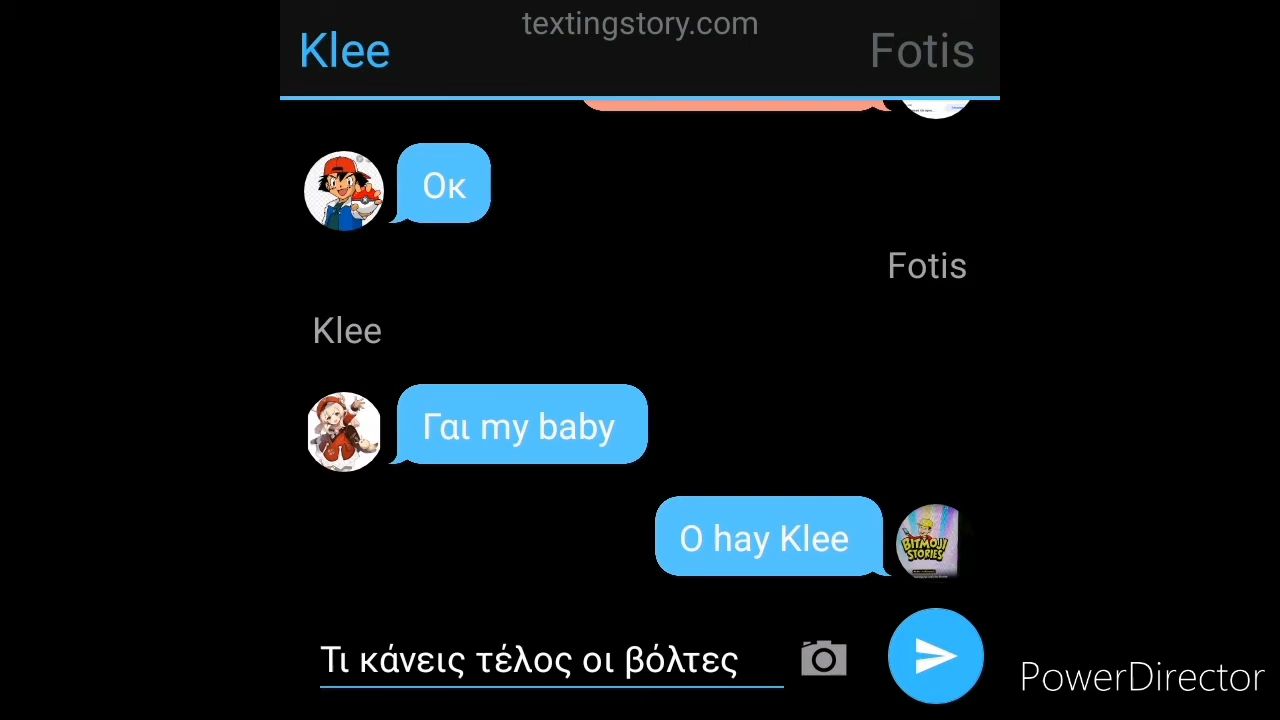 textingstory.com
Klee
Fotis
Οκ
Fotis
Klee
Γαι my baby
O hay Klee
BITMOJI
STORIES
Τι κάνεις τέλος οι βόλτες
PowerDirector